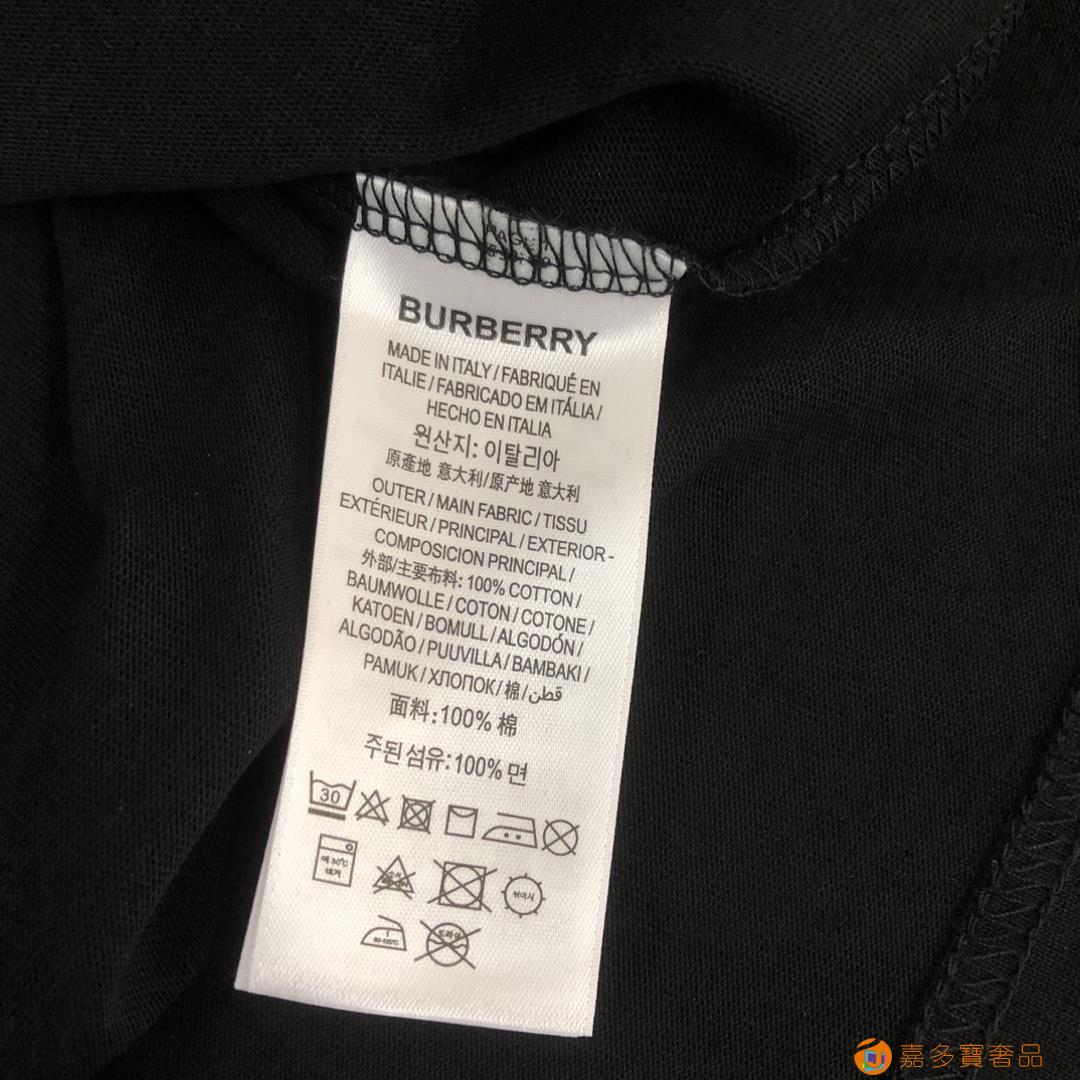 BURBERRY
MADE IN ITALY / FABRIQUÉ EN
ITALIE / FABRICADO EM ITÁLIA /
HECHO EN ITALIA
원산지: 이탈리아
原產地 意大利/原产地 意大利
OUTER / MAIN FABRIC / TISSU
EXTÉRIEUR / PRINCIPAL / EXTERIOR -
COMPOSICION PRINCIPAL /
外部/主要布料: 100% COTTON /
BAUMWOLLE / COTON / COTONE /
KATOEN / BOMULL / ALGODÓN /
ALGODÃO / PUUVILLA / BAMBAKI /
PAMUK / ХЛОПОК / 棉 / قطن
面料:100% 棉
주된 섬유:100% 면
30
嘉多寶奢品